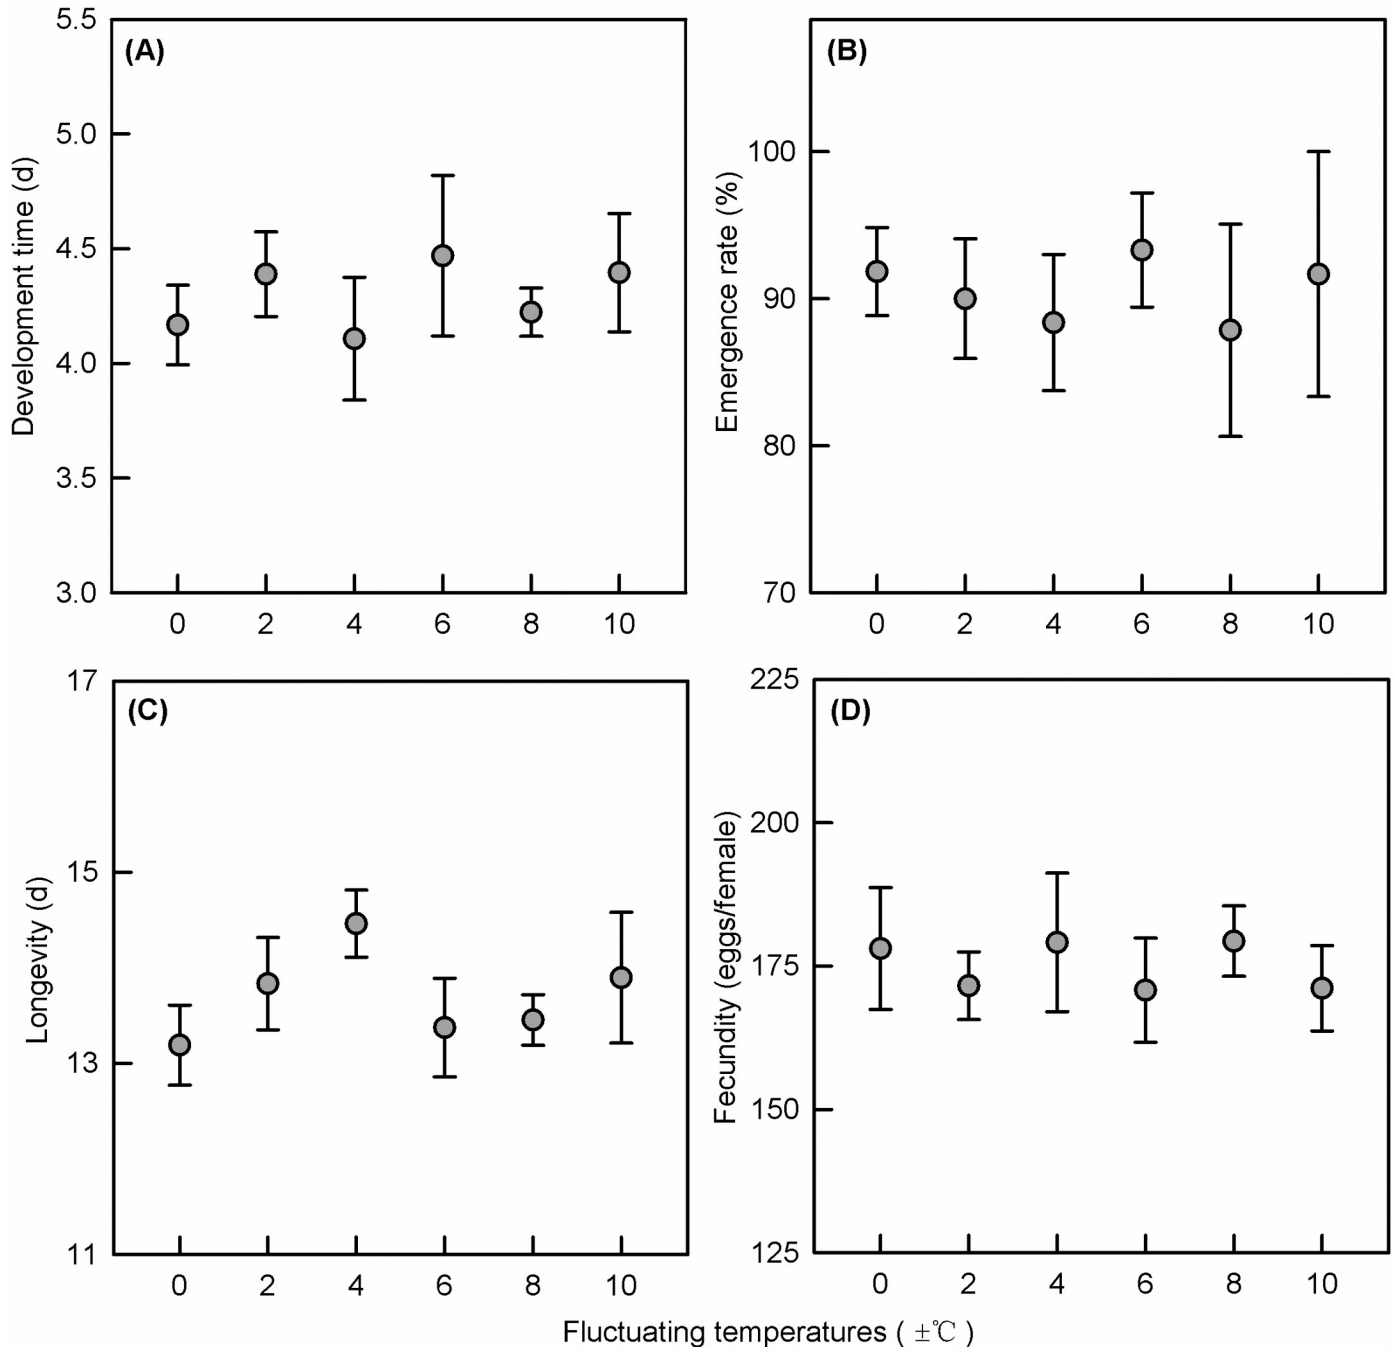 (A)
Development time (d)
5.5
5.0
4.5
4.0
3.5
3.0
0 2 4 6 8 10
(B)
Emergence rate (%)
100
90
80
70
0 2 4 6 8 10
(C)
Longevity (d)
17
15
13
11
0 2 4 6 8 10
(D)
Fecundity (eggs/female)
225
200
175
150
125
0 2 4 6 8 10
Fluctuating temperatures ( ±℃ )